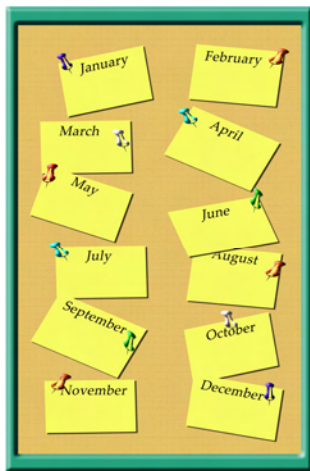 January
February
March
April
May
June
July
August
September
October
November
December